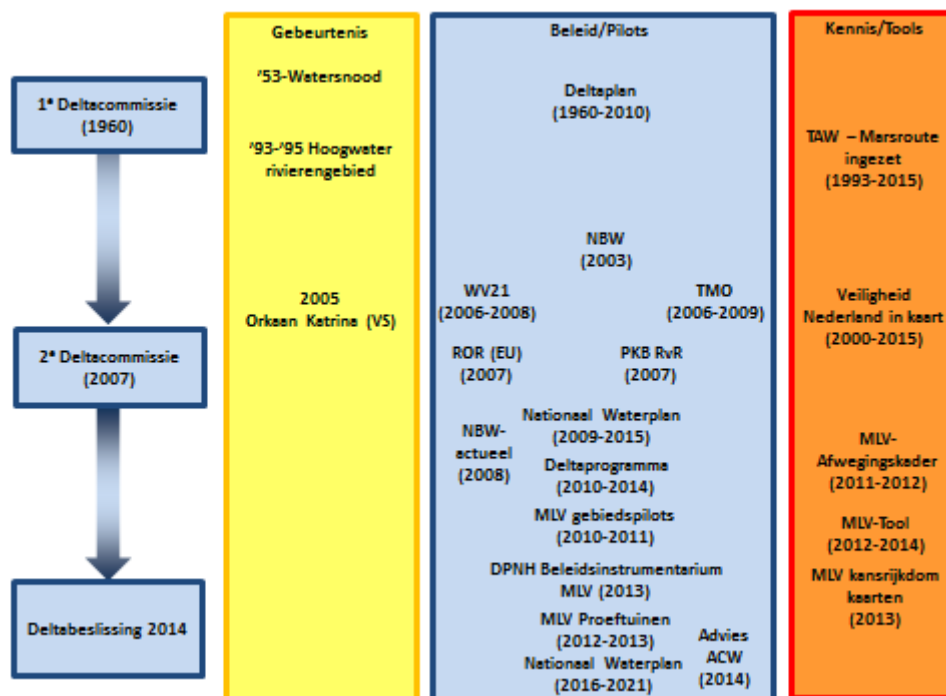 1e Deltacommissie
(1960)
2e Deltacommissie
(2007)
Deltabeslissing 2014
Gebeurtenis
'53-Watersnood
'93-'95 Hoogwater
rivierengebied
2005
Orkaan Katrina (VS)
Beleid/Pilots
Deltaplan
(1960-2010)
NBW
(2003)
WV21
(2006-2008)
TMO
(2006-2009)
ROR (EU)
(2007)
PKB RvR
(2007)
NBW-
actueel
(2008)
Nationaal Waterplan
(2009-2015)
Deltaprogramma
(2010-2014)
MLV gebiedspilots
(2010-2011)
DPNH Beleidsinstrumentarium
MLV (2013)
MLV Proeftuinen
(2012-2013)
Nationaal Waterplan
(2016-2021)
Advies
ACW
(2014)
Kennis/Tools
TAW – Marsroute
ingezet
(1993-2015)
Veiligheid
Nederland in kaart
(2000-2015)
MLV-
Afwegingskader
(2011-2012)
MLV-Tool
(2012-2014)
MLV kansrijkdom
kaarten
(2013)